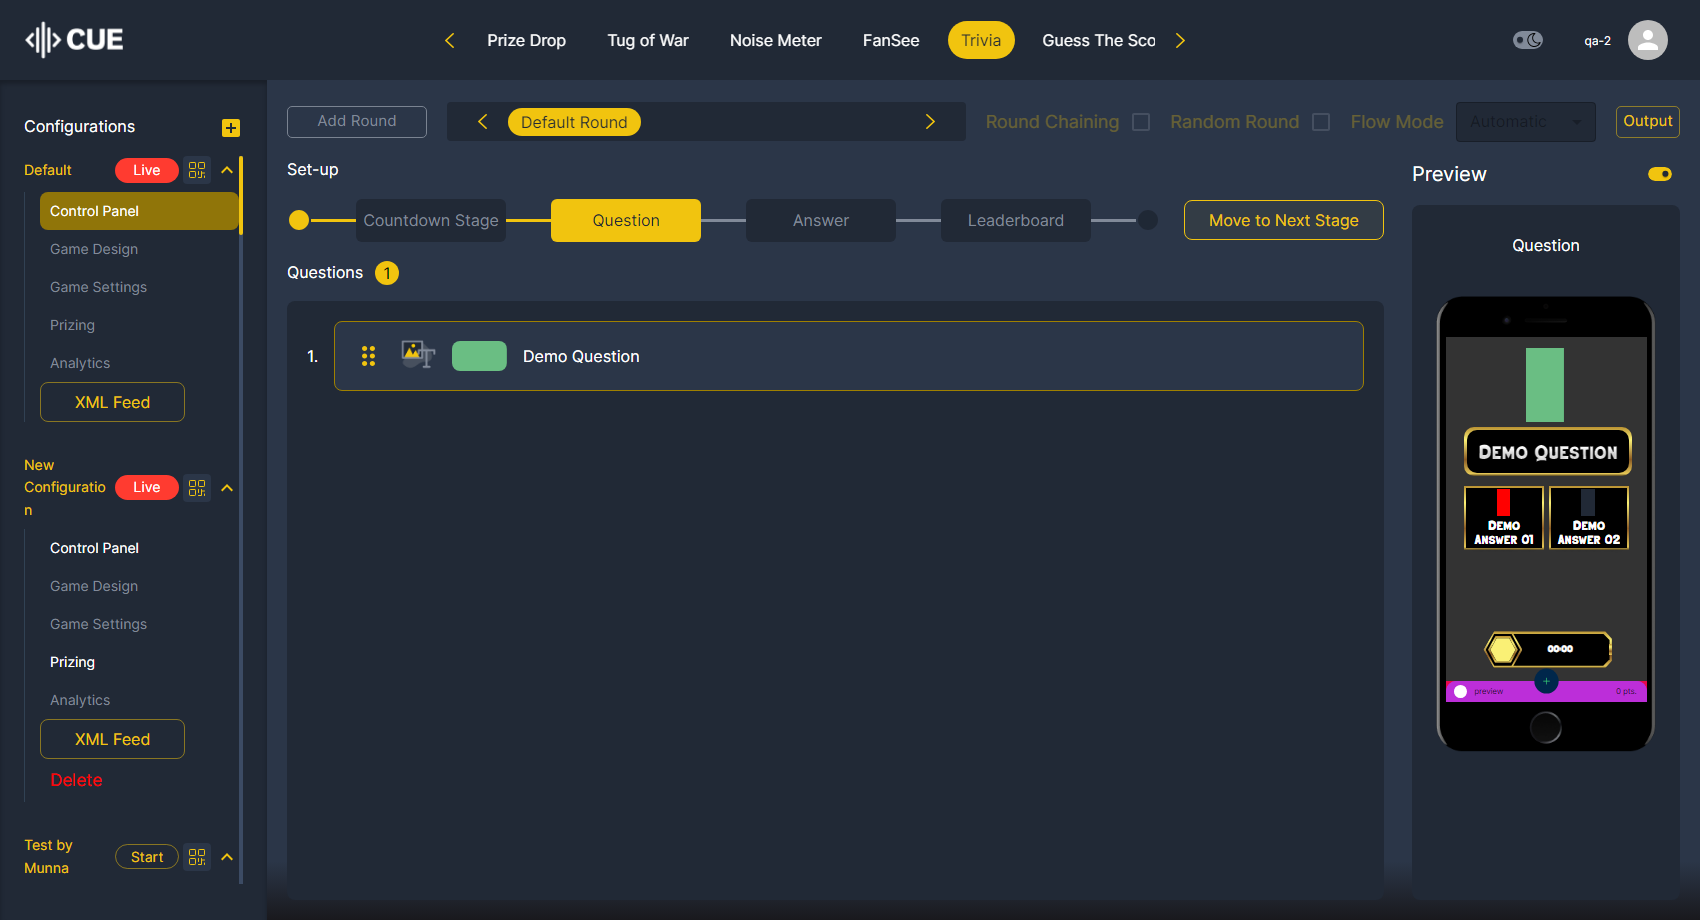 CUE
Prize Drop
Tug of War
Noise Meter
FanSee
Trivia
Guess The Sco
qa-2
Configurations
Default
Live
Control Panel
Game Design
Game Settings
Prizing
Analytics
XML Feed
New
Configuratio
n
Live
Control Panel
Game Design
Game Settings
Prizing
Analytics
XML Feed
Delete
Test by
Munna
Start
Add Round
Default Round
Round Chaining
Random Round
Flow Mode
Automatic
Output
Set-up
Countdown Stage
Question
Answer
Leaderboard
Move to Next Stage
Questions 1
1.
Demo Question
Preview
Question
DEMO QUESTION
DEMO
ANSWER 01
DEMO
ANSWER 02
00:00
preview
0 pts.